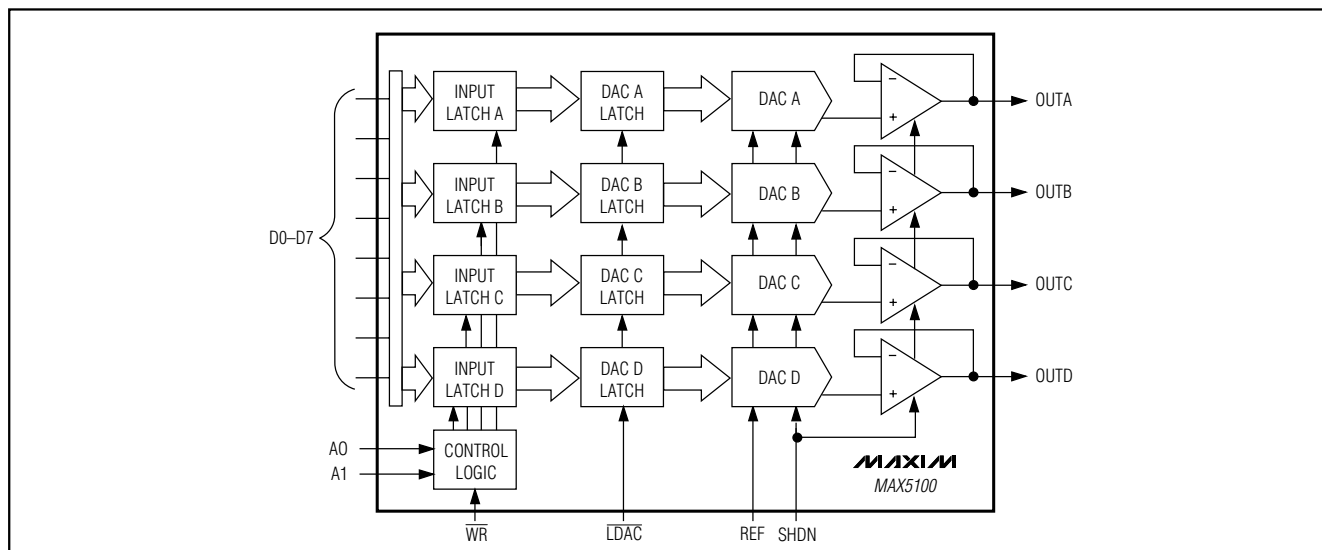 INPUT
LATCH A
DAC A
LATCH
DAC A
−
+
OUTA
INPUT
LATCH B
DAC B
LATCH
DAC B
−
+
OUTB
D0–D7
INPUT
LATCH C
DAC C
LATCH
DAC C
−
+
OUTC
INPUT
LATCH D
DAC D
LATCH
DAC D
−
+
OUTD
A0
A1
CONTROL
LOGIC
MAXIM
MAX5100
WR
LDAC
REF
SHDN